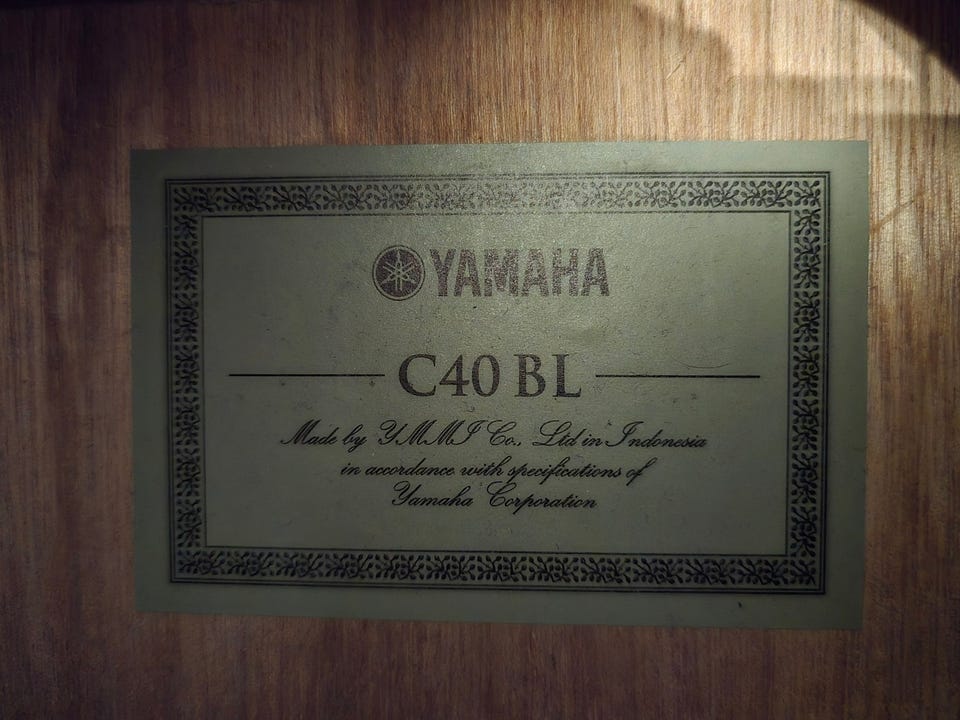 YAMAHA
C40 BL
Made by YMMI Co., Ltd in Indonesia
in accordance with specifications of
Yamaha Corporation